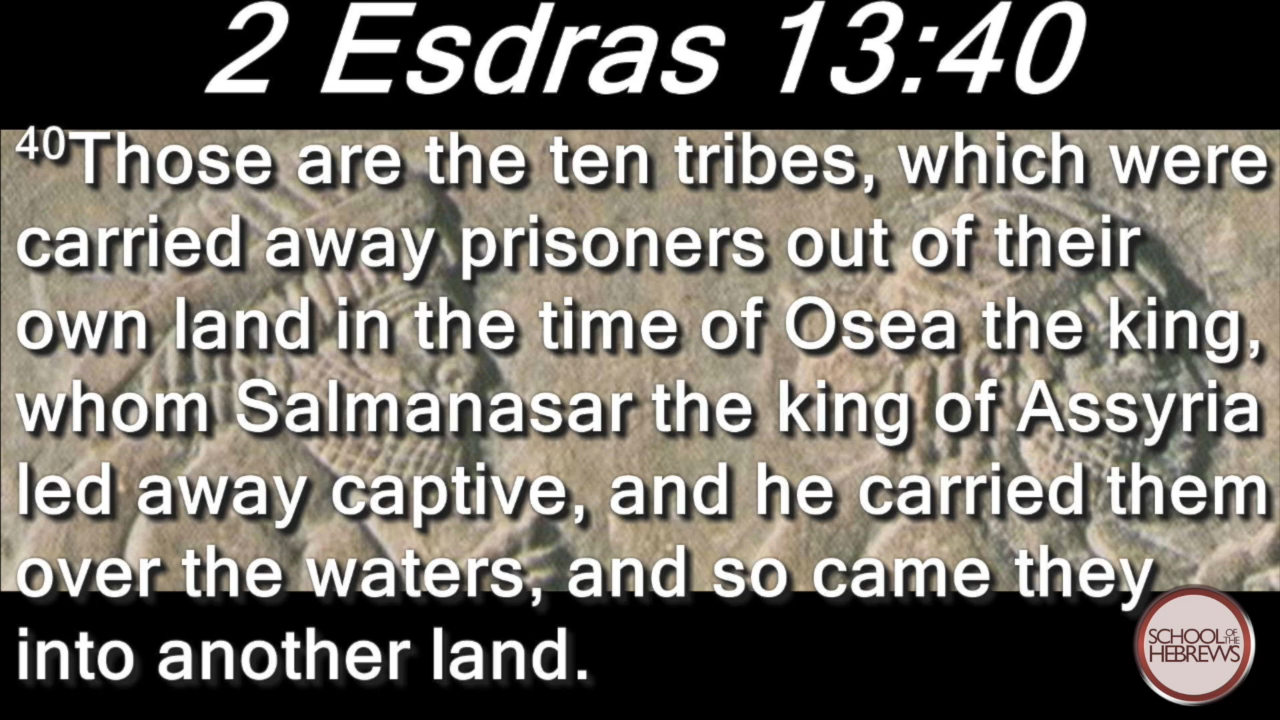 2 Esdras 13:40
40Those are the ten tribes, which were
carried away prisoners out of their
own land in the time of Osea the king,
whom Salmanasar the king of Assyria
led away captive, and he carried them
over the waters, and so came they
into another land.
SCHOOL OF THE
HEBREWS